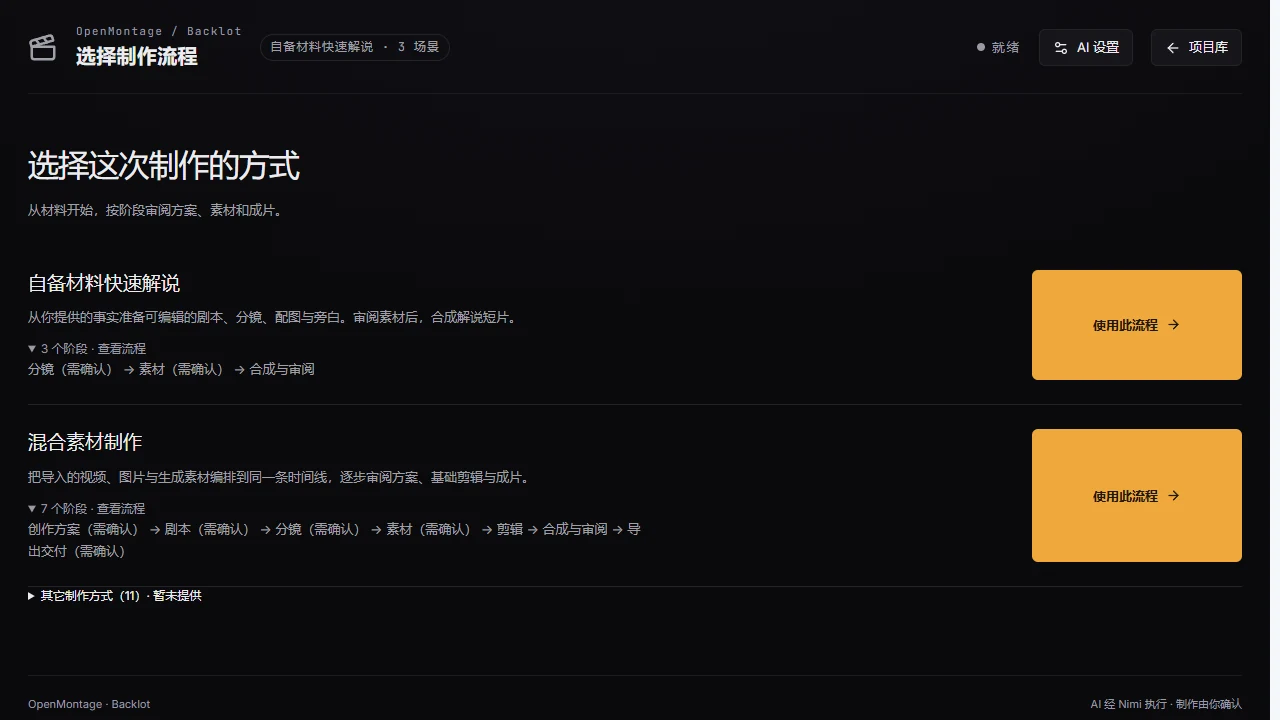 OpenMontage / Backlot
选择制作流程
自备材料快速解说 · 3 场景
就绪
AI 设置
← 项目库
选择这次制作的方式
从材料开始，按阶段审阅方案、素材和成片。
自备材料快速解说
从你提供的事实准备可编辑的剧本、分镜、配图与旁白。审阅素材后，合成解说短片。
▼ 3 个阶段 · 查看流程
分镜（需确认） → 素材（需确认） → 合成与审阅
使用此流程 →
混合素材制作
把导入的视频、图片与生成素材编排到同一条时间线，逐步审阅方案、基础剪辑与成片。
▼ 7 个阶段 · 查看流程
创作方案（需确认） → 剧本（需确认） → 分镜（需确认） → 素材（需确认） → 剪辑 → 合成与审阅 → 导
出交付（需确认）
使用此流程 →
▶ 其它制作方式（11）· 暂未提供
OpenMontage · Backlot
AI 经 Nimi 执行 · 制作由你确认